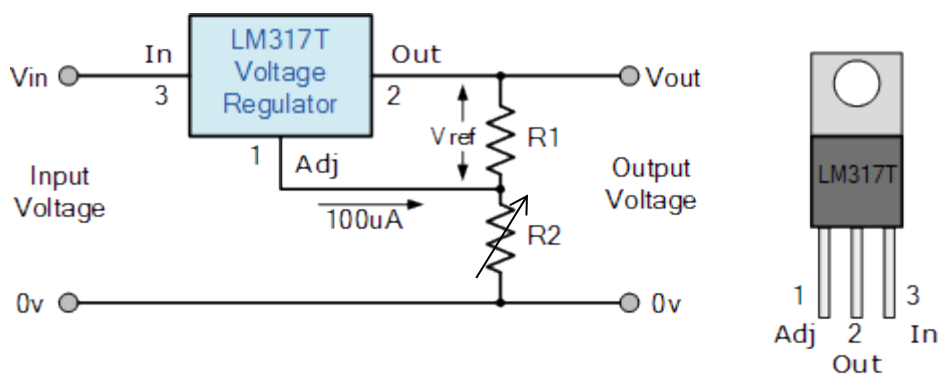 LM317T
Voltage
Regulator
In
3
Out
2
1
Adj
Vin
Vout
Vref
R1
Input
Voltage
Output
Voltage
100uA
R2
0v
0v
LM317T
1
3
Adj
2
In
Out